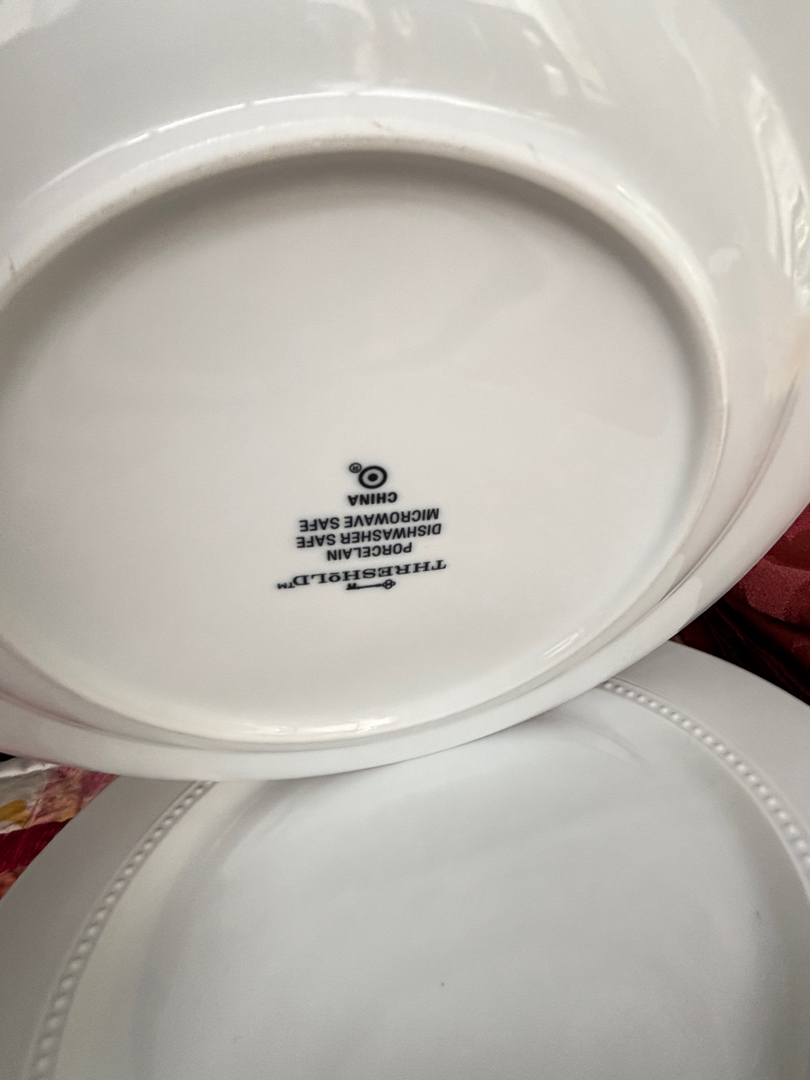 THRESHOLD™
PORCELAIN
DISHWASHER SAFE
MICROWAVE SAFE
CHINA
®